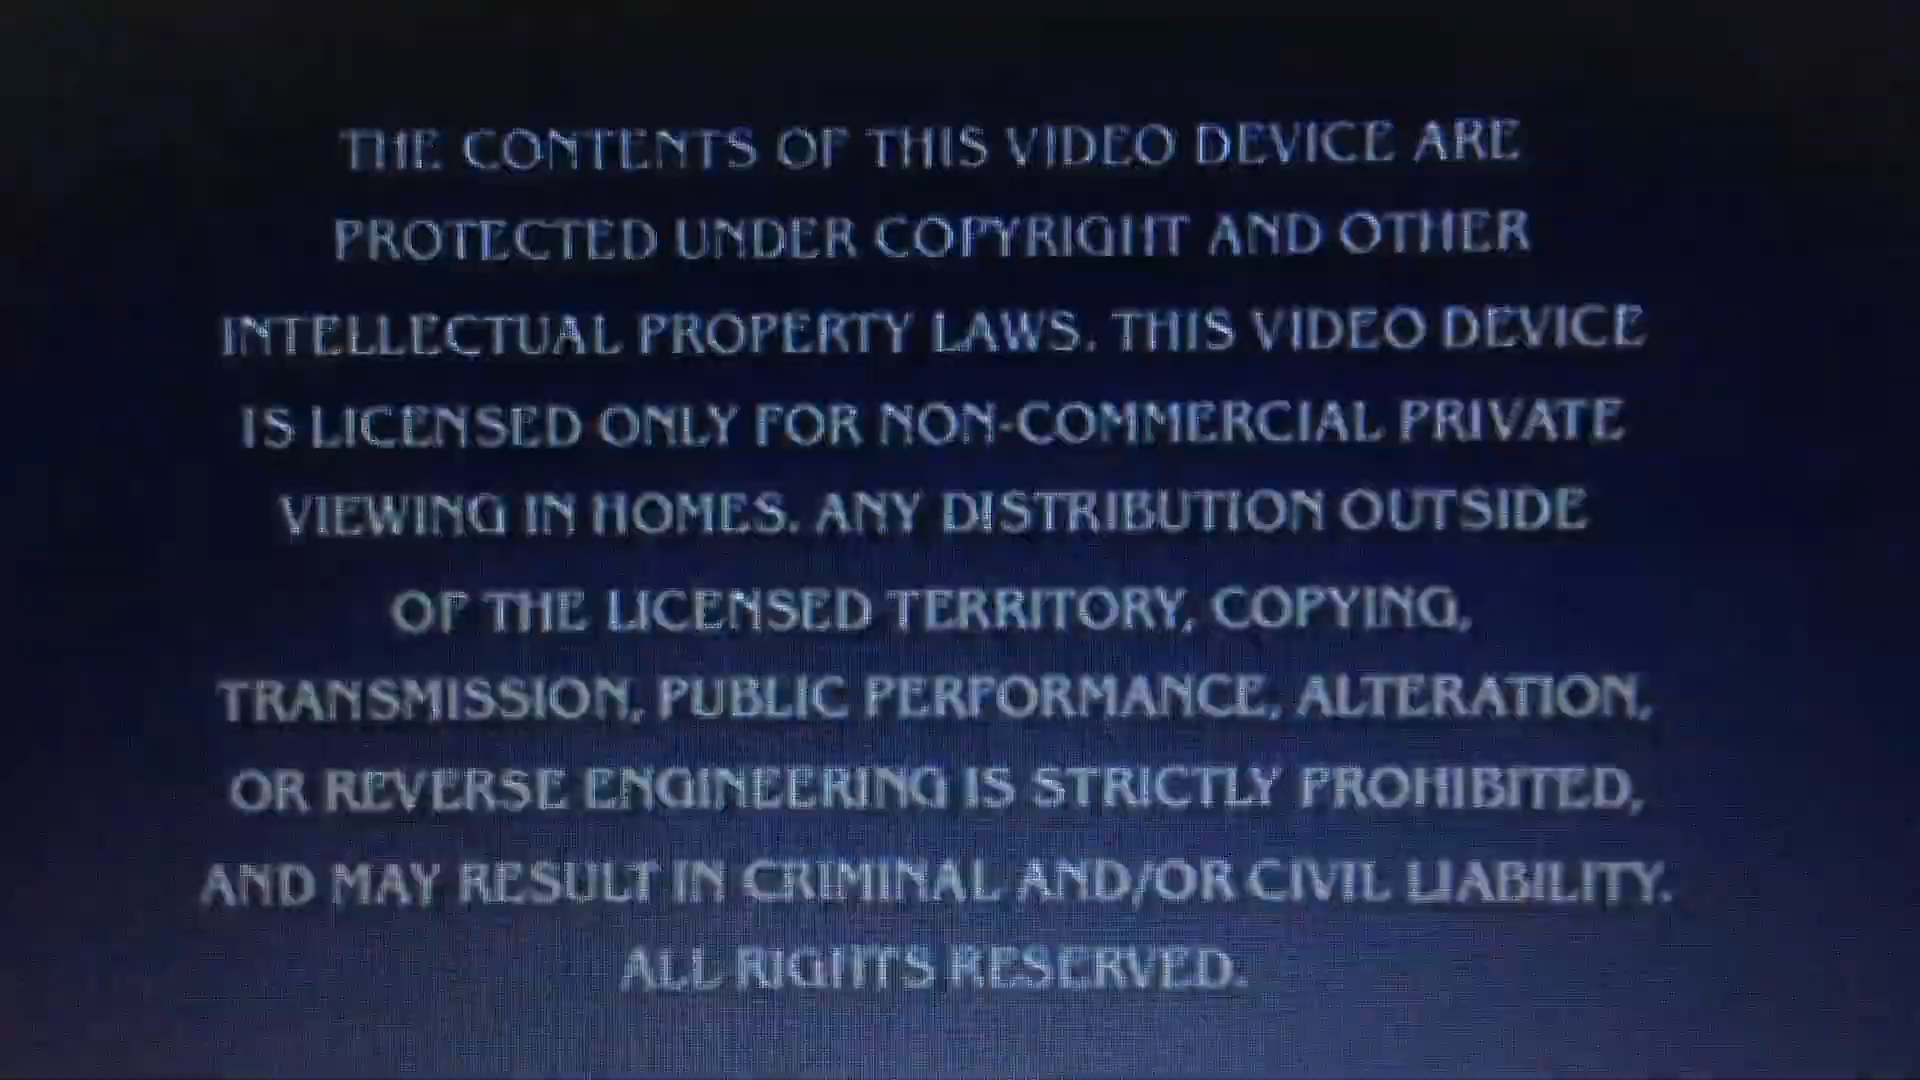 THE CONTENTS OF THIS VIDEO DEVICE ARE
PROTECTED UNDER COPYRIGHT AND OTHER
INTELLECTUAL PROPERTY LAWS. THIS VIDEO DEVICE
IS LICENSED ONLY FOR NON-COMMERCIAL PRIVATE
VIEWING IN HOMES. ANY DISTRIBUTION OUTSIDE
OF THE LICENSED TERRITORY, COPYING,
TRANSMISSION, PUBLIC PERFORMANCE, ALTERATION,
OR REVERSE ENGINEERING IS STRICTLY PROHIBITED,
AND MAY RESULT IN CRIMINAL AND/OR CIVIL LIABILITY.
ALL RIGHTS RESERVED.